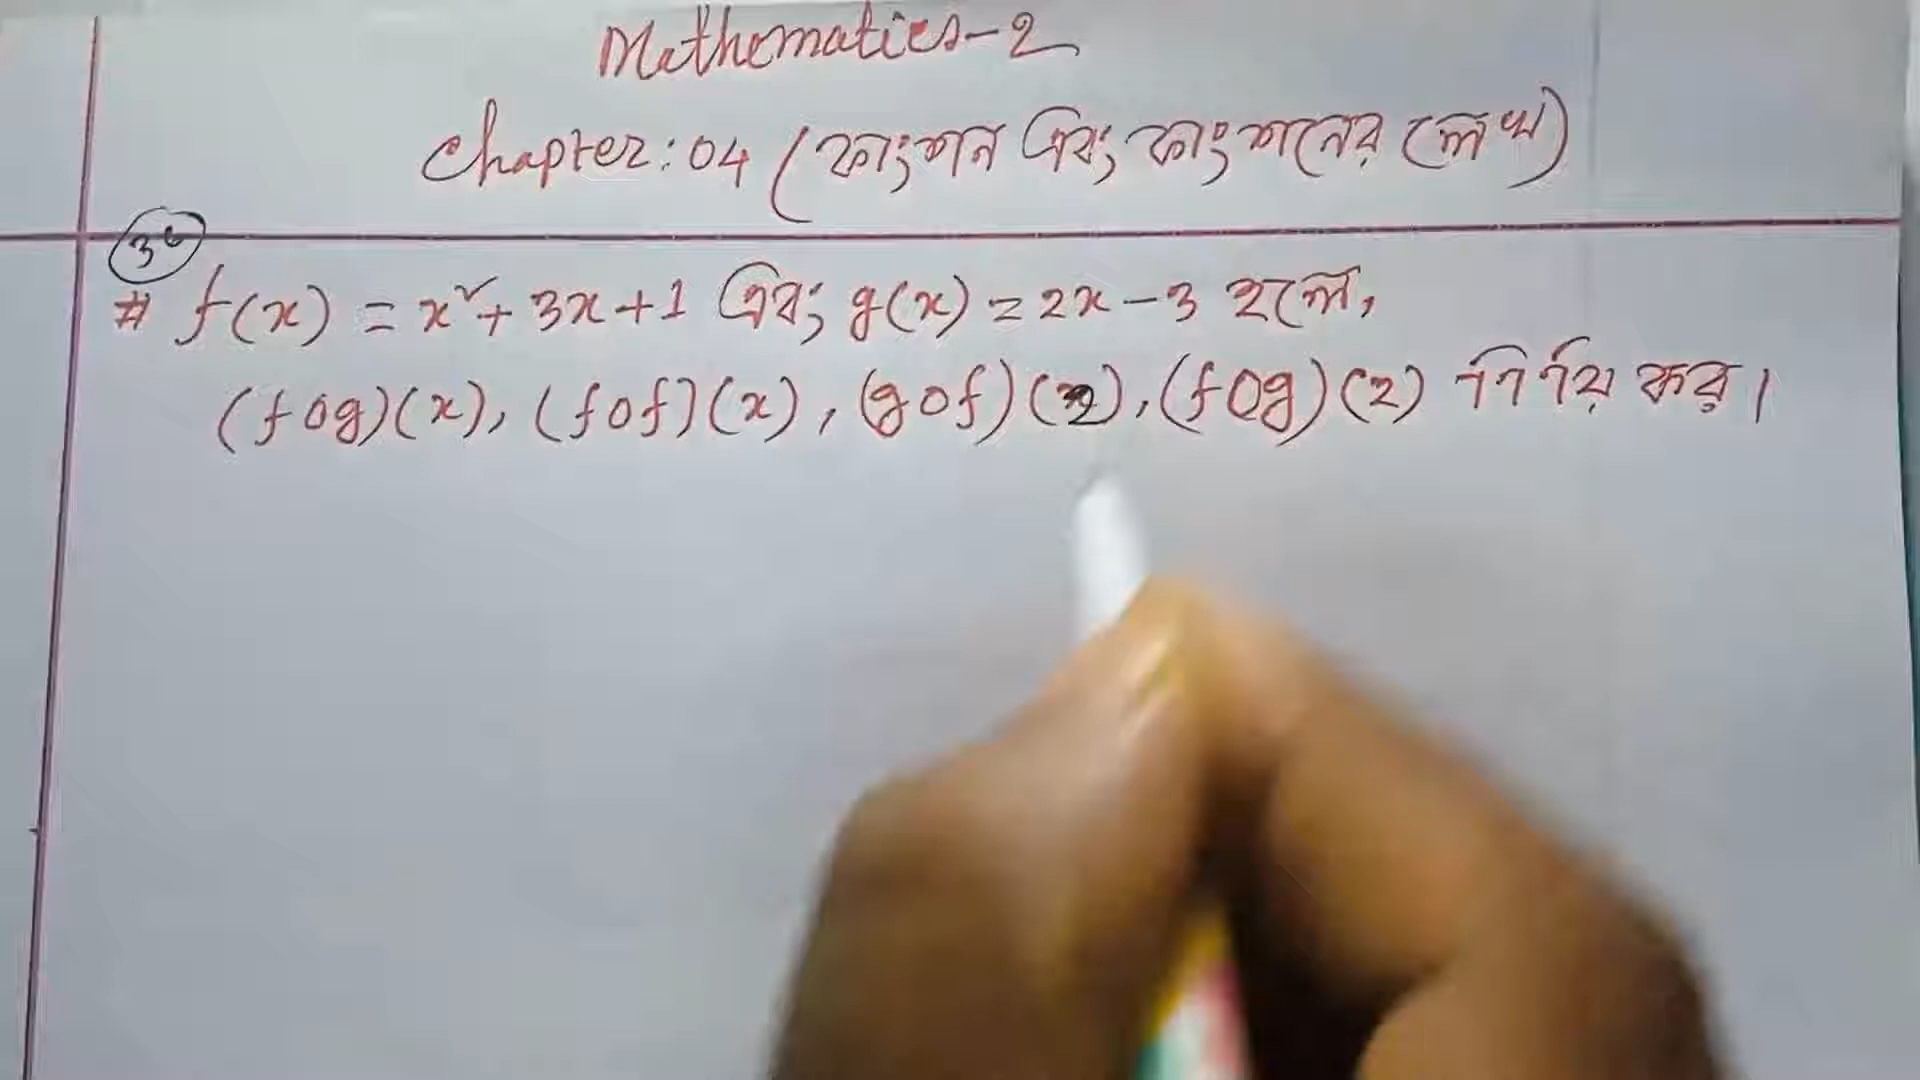 Mathematics-2
Chapter: 04 (ফাংশন এবং ফাংশনের লেখ)
# f(x) = x² + 3x + 1 এবং g(x) = 2x - 3 হলে,
(fog)(x), (fof)(x), (gof)(2), (fog)(2) নির্ণয় কর।